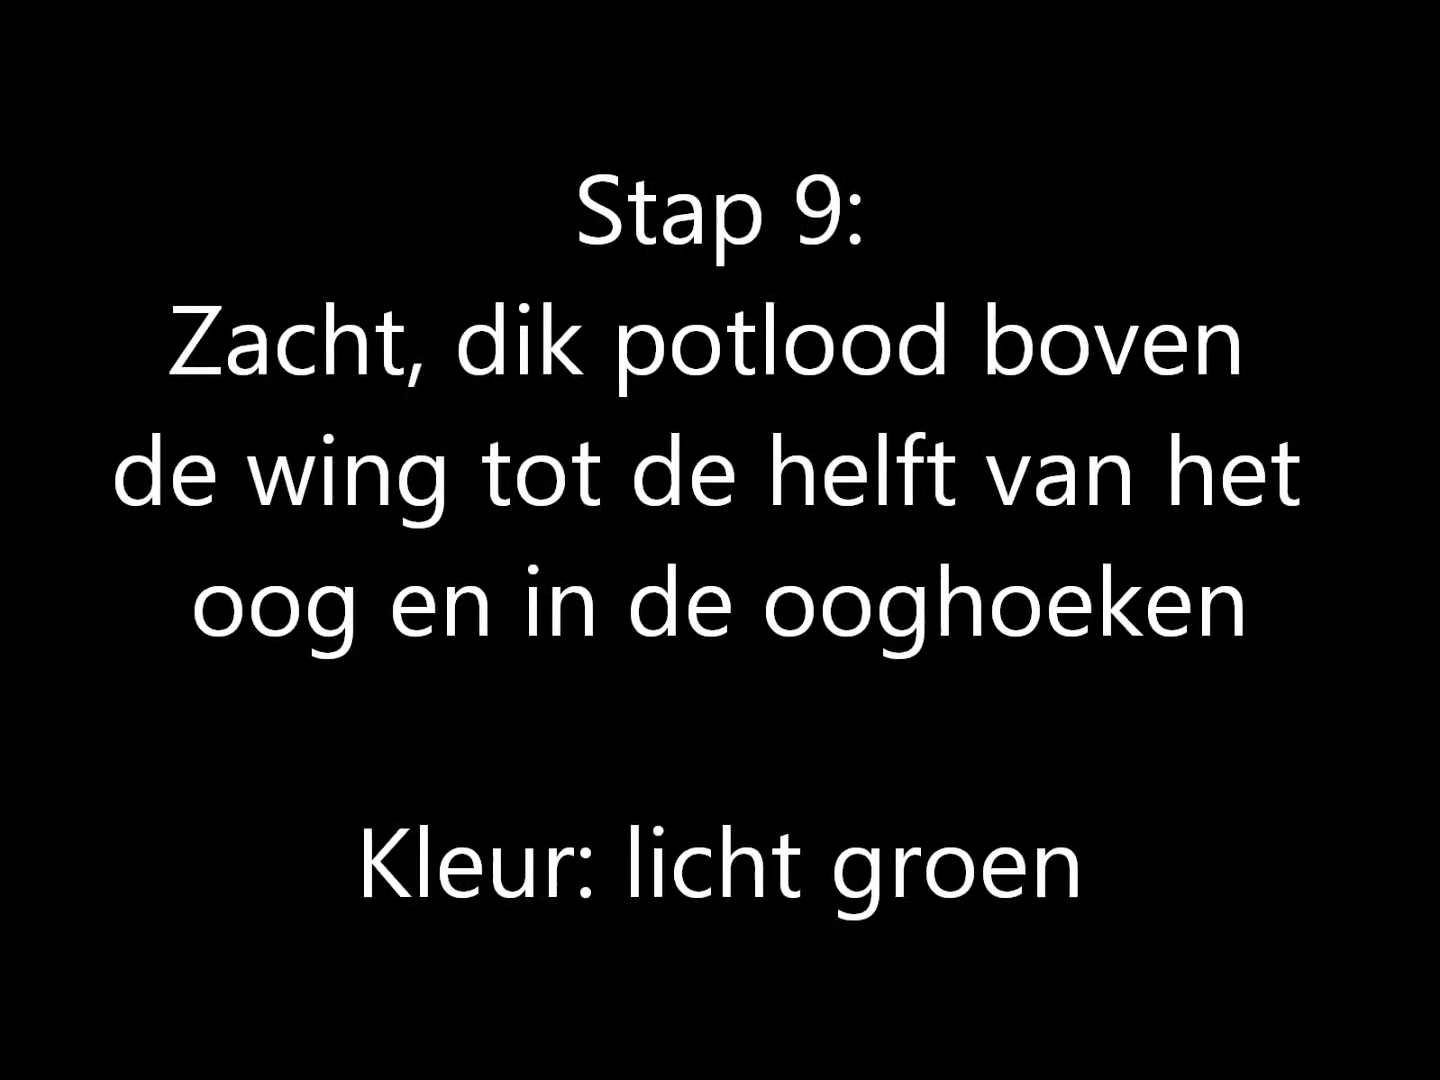 Stap 9:
Zacht, dik potlood boven
de wing tot de helft van het
oog en in de ooghoeken
Kleur: licht groen